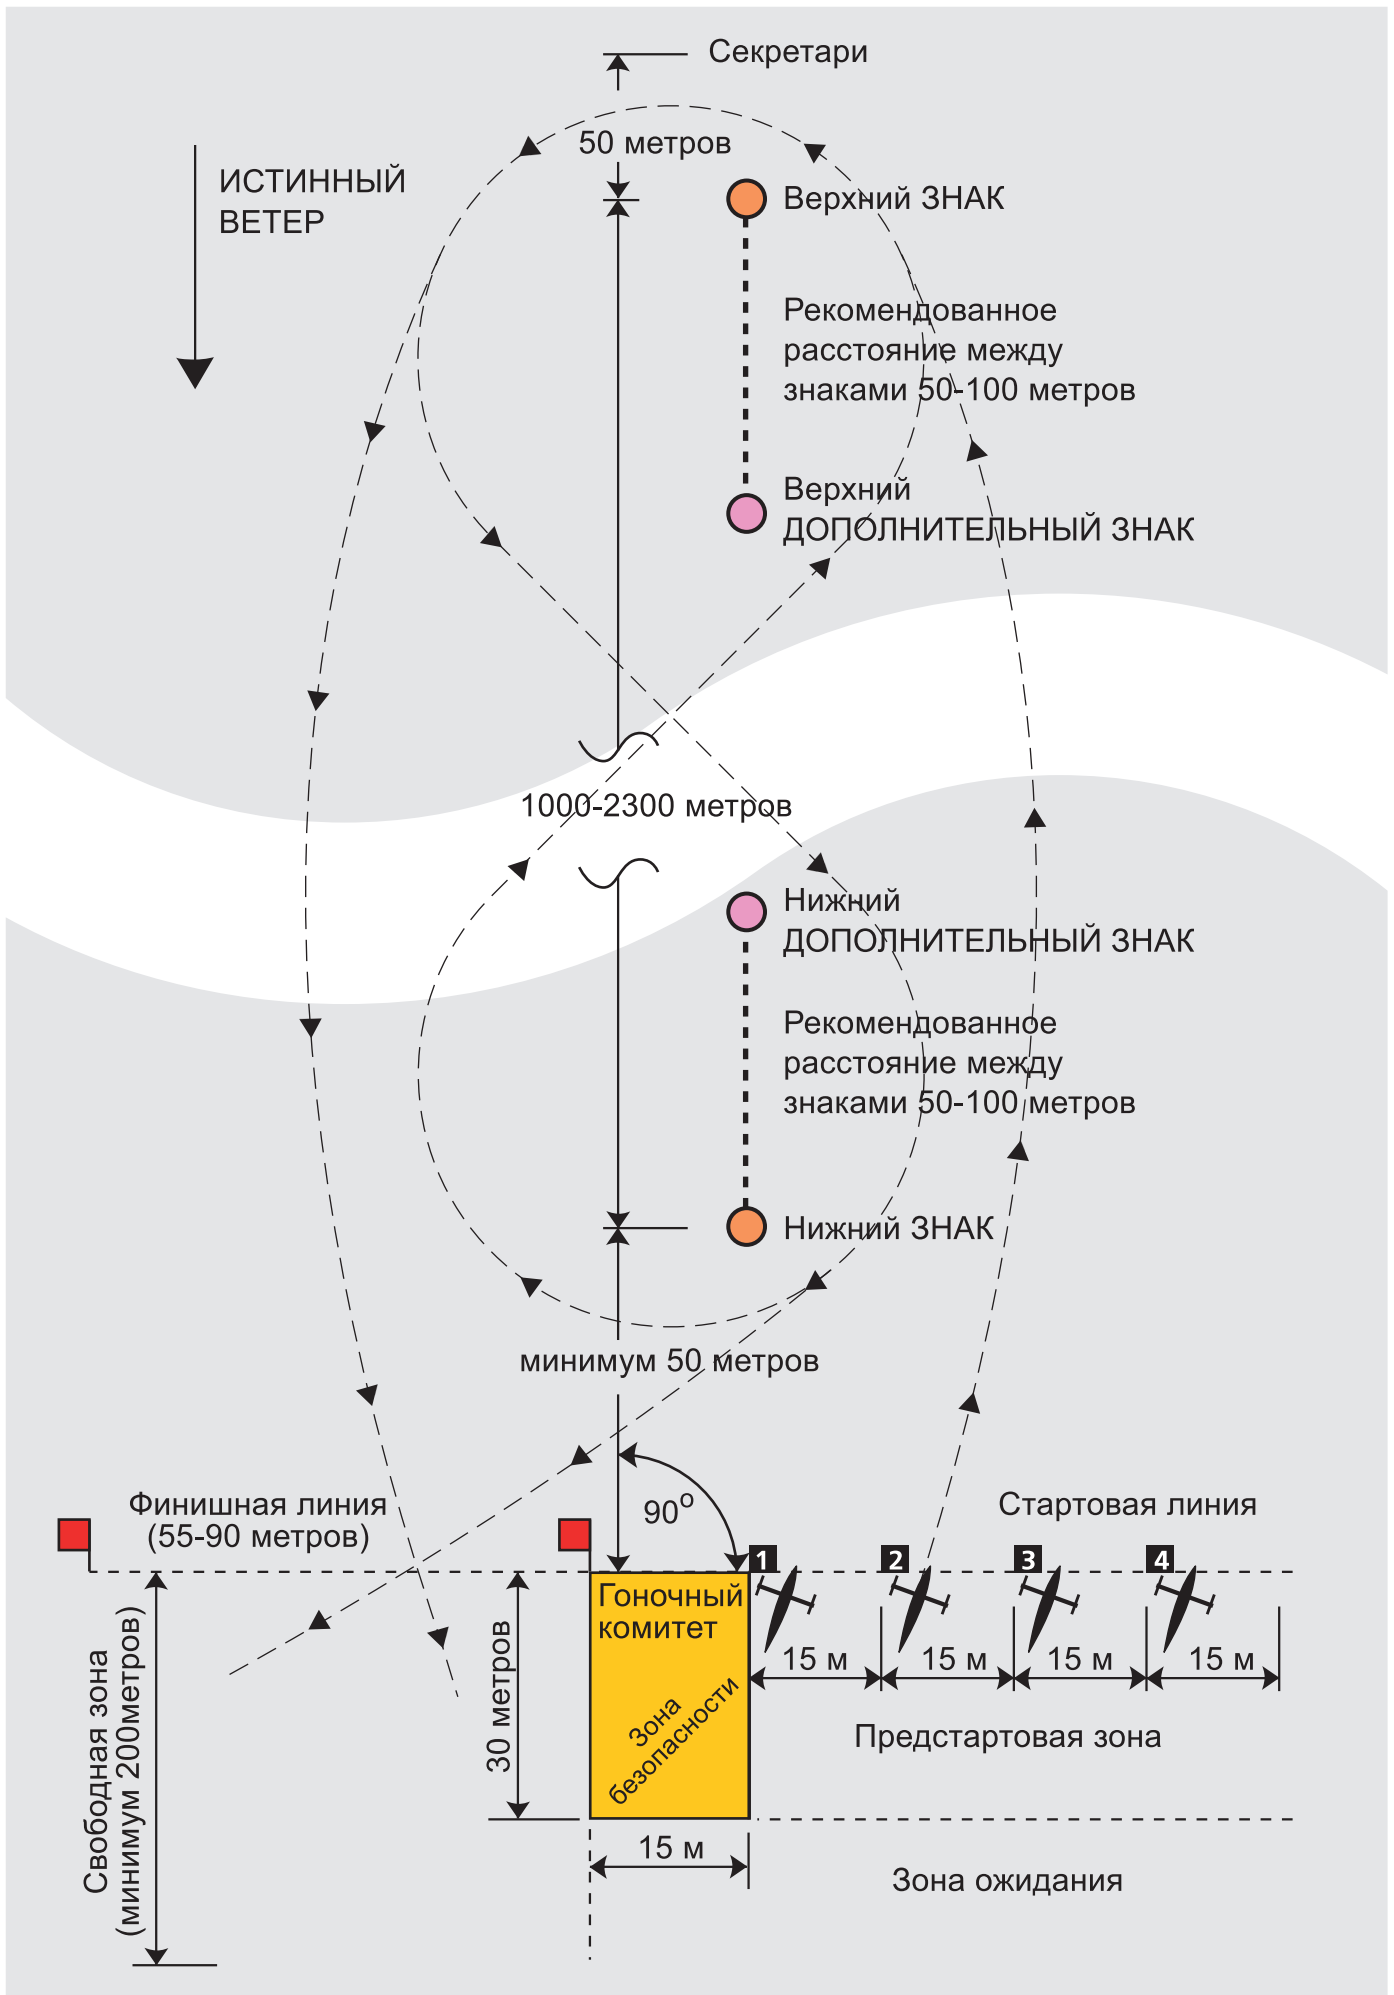 Секретари
50 метров
ИСТИННЫЙ
ВЕТЕР
Верхний ЗНАК
Рекомендованное
расстояние между
знаками 50-100 метров
Верхний
ДОПОЛНИТЕЛЬНЫЙ ЗНАК
1000-2300 метров
Нижний
ДОПОЛНИТЕЛЬНЫЙ ЗНАК
Рекомендованное
расстояние между
знаками 50-100 метров
Нижний ЗНАК
минимум 50 метров
90°
Финишная линия
(55-90 метров)
Стартовая линия
1
2
3
4
Гоночный
комитет
Зона
безопасности
30 метров
Свободная зона
(минимум 200метров)
15 м
15 м
15 м
15 м
Предстартовая зона
15 м
Зона ожидания